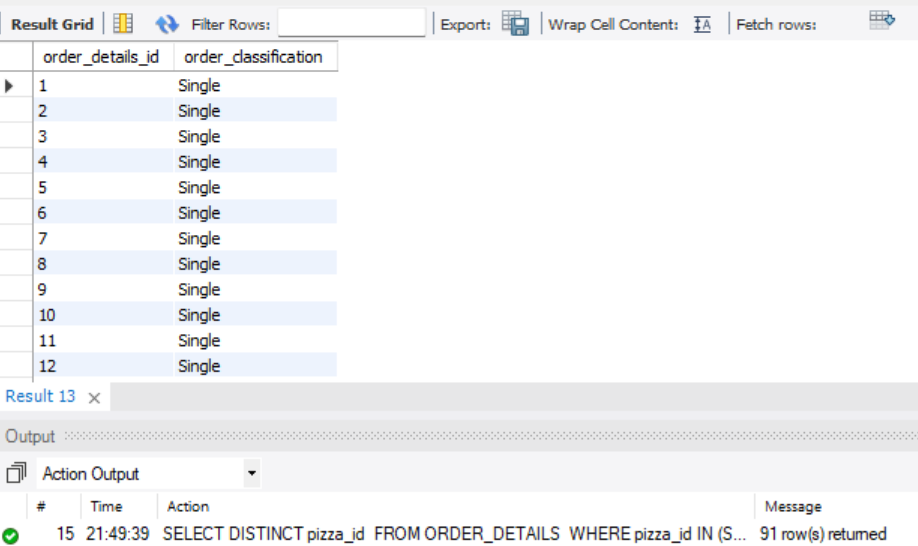 Result Grid Filter Rows: Export: Wrap Cell Content: Fetch rows:
order_details_id order_classification
1 Single
2 Single
3 Single
4 Single
5 Single
6 Single
7 Single
8 Single
9 Single
10 Single
11 Single
12 Single
Result 13
Output
Action Output
# Time Action Message
15 21:49:39 SELECT DISTINCT pizza_id FROM ORDER_DETAILS WHERE pizza_id IN (S... 91 row(s) returned